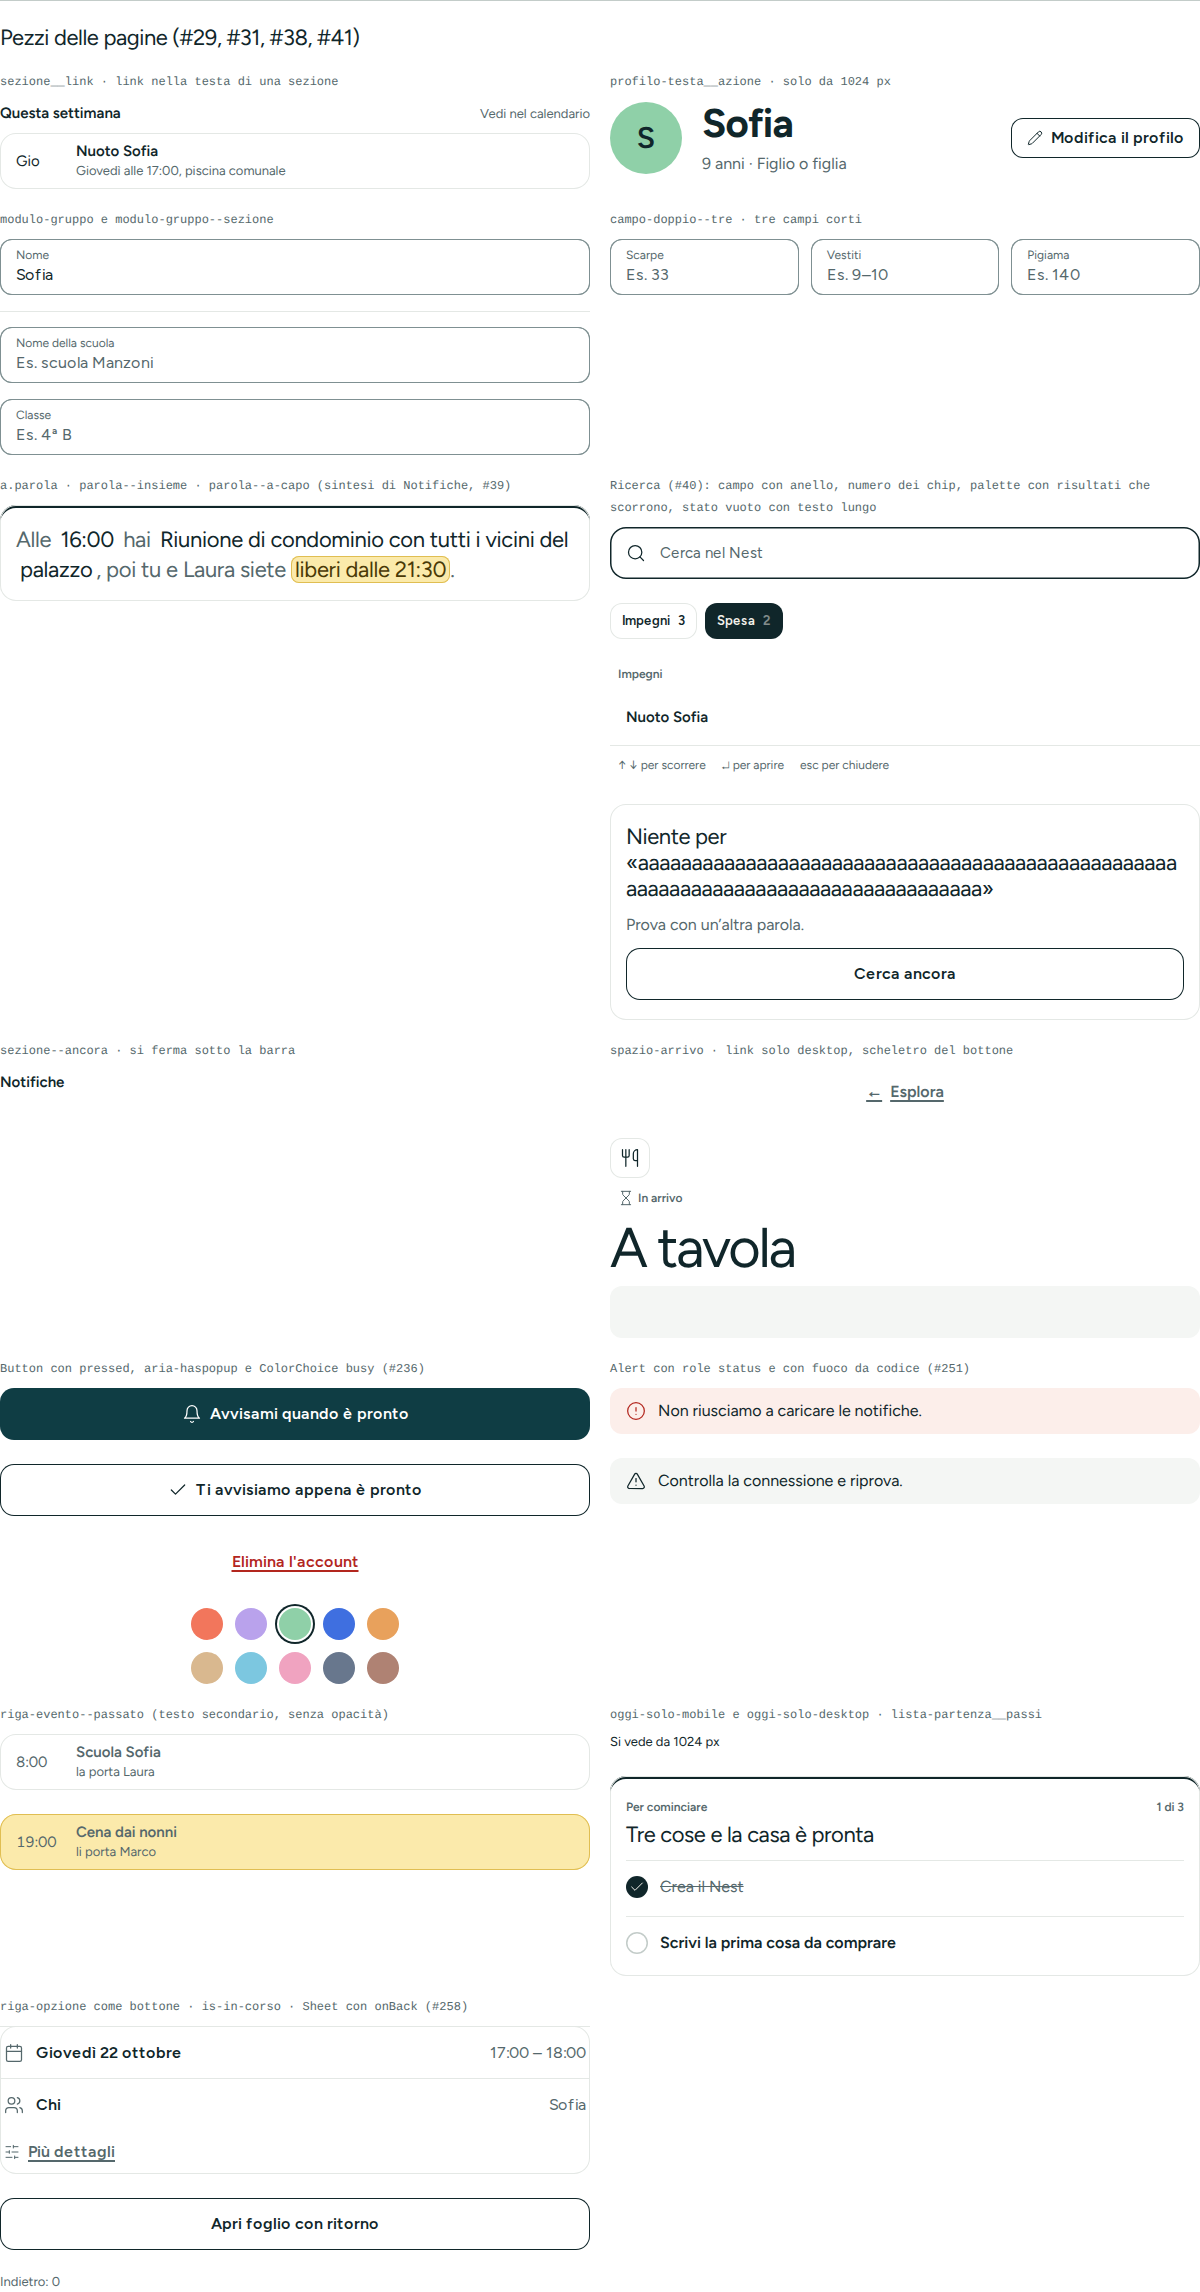 Pezzi delle pagine (#29, #31, #38, #41)
sezione__link · link nella testa di una sezione
Questa settimana
Vedi nel calendario
Gio
Nuoto Sofia
Giovedì alle 17:00, piscina comunale
profilo-testa__azione · solo da 1024 px
S
Sofia
9 anni · Figlio o figlia
Modifica il profilo
modulo-gruppo e modulo-gruppo--sezione
Nome
Sofia
Nome della scuola
Es. scuola Manzoni
Classe
Es. 4ª B
campo-doppio--tre · tre campi corti
Scarpe
Es. 33
Vestiti
Es. 9–10
Pigiama
Es. 140
a.parola · parola--insieme · parola--a-capo (sintesi di Notifiche, #39)
Alle 16:00 hai Riunione di condominio con tutti i vicini del
palazzo , poi tu e Laura siete liberi dalle 21:30 .
Ricerca (#40): campo con anello, numero dei chip, palette con risultati che
scorrono, stato vuoto con testo lungo
Cerca nel Nest
Impegni 3
Spesa 2
Impegni
Nuoto Sofia
↑ ↓ per scorrere ↵ per aprire esc per chiudere
Niente per
«aaaaaaaaaaaaaaaaaaaaaaaaaaaaaaaaaaaaaaaaaaaaaaaaaa
aaaaaaaaaaaaaaaaaaaaaaaaaaaaaaaaa»
Prova con un’altra parola.
Cerca ancora
sezione--ancora · si ferma sotto la barra
Notifiche
spazio-arrivo · link solo desktop, scheletro del bottone
← Esplora
In arrivo
A tavola
Button con pressed, aria-haspopup e ColorChoice busy (#236)
Avvisami quando è pronto
Ti avvisiamo appena è pronto
Elimina l'account
Alert con role status e con fuoco da codice (#251)
Non riusciamo a caricare le notifiche.
Controlla la connessione e riprova.
riga-evento--passato (testo secondario, senza opacità)
8:00
Scuola Sofia
la porta Laura
19:00
Cena dai nonni
li porta Marco
oggi-solo-mobile e oggi-solo-desktop · lista-partenza__passi
Si vede da 1024 px
Per cominciare
1 di 3
Tre cose e la casa è pronta
Crea il Nest
Scrivi la prima cosa da comprare
riga-opzione come bottone · is-in-corso · Sheet con onBack (#258)
Giovedì 22 ottobre
17:00 – 18:00
Chi
Sofia
Più dettagli
Apri foglio con ritorno
Indietro: 0